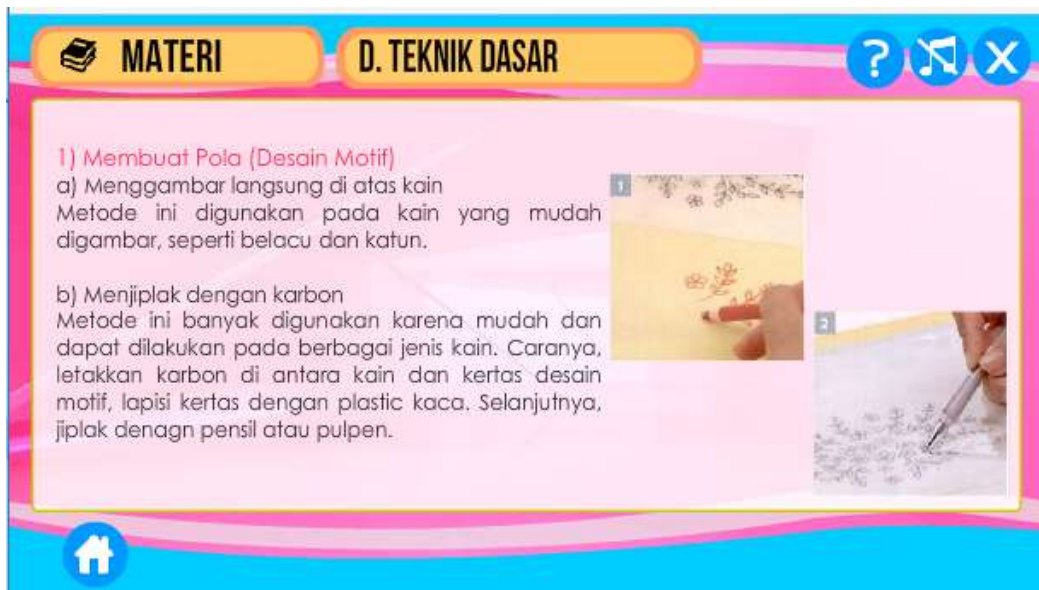 MATERI
D. TEKNIK DASAR
?
X
1) Membuat Pola (Desain Motif)
a) Menggambar langsung di atas kain
Metode ini digunakan pada kain yang mudah
digambar, seperti belacu dan katun.
b) Menjiplak dengan karbon
Metode ini banyak digunakan karena mudah dan
dapat dilakukan pada berbagai jenis kain. Caranya,
letakkan karbon di antara kain dan kertas desain
motif, lapisi kertas dengan plastic kaca. Selanjutnya,
jiplak denagn pensil atau pulpen.
1
2